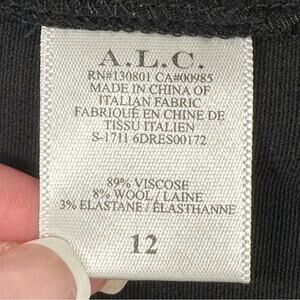 A.L.C.
RN#130801 CA#00985
MADE IN CHINA OF
ITALIAN FABRIC
FABRIQUÉ EN CHINE DE
TISSU ITALIEN
S-1711 6DRES00172
89% VISCOSE
8% WOOL / LAINE
3% ELASTANE / ÉLASTHANNE
12